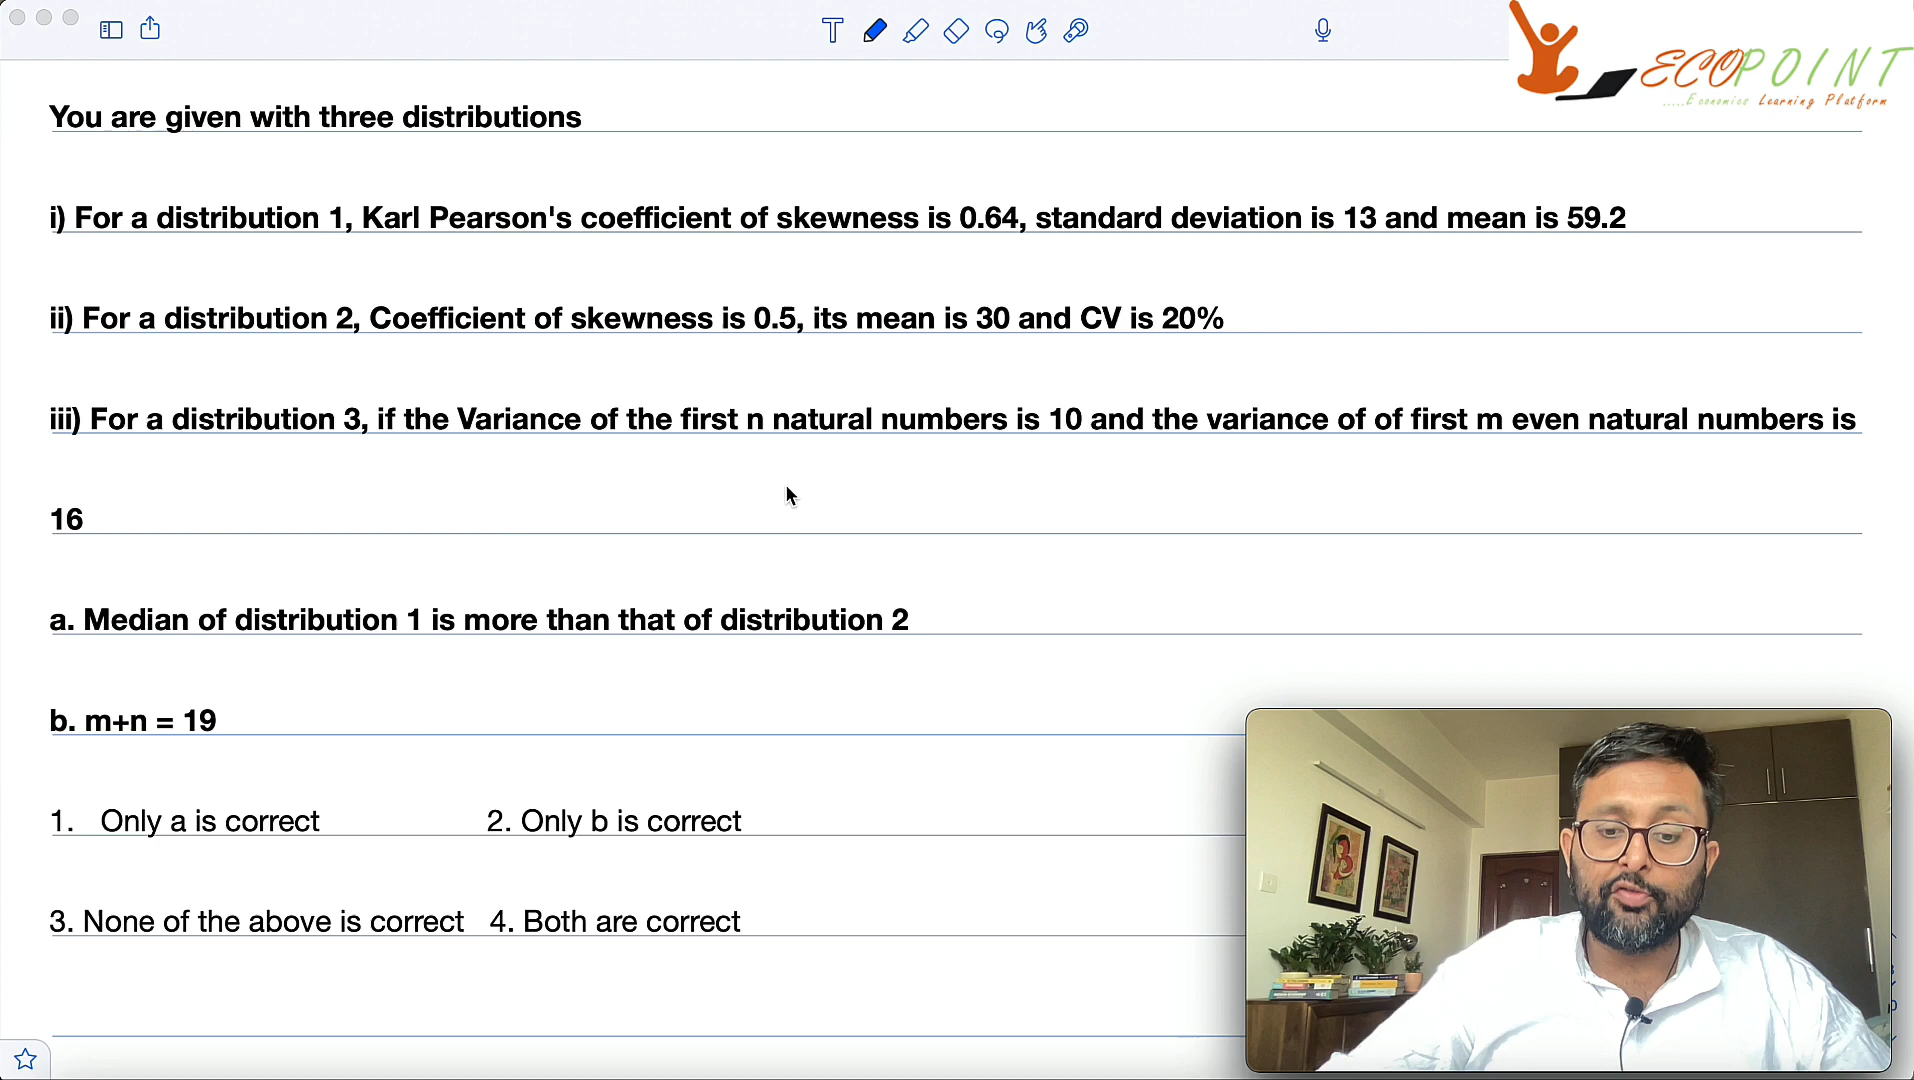 ECOPOINT
.....Economics Learning Platform
You are given with three distributions
i) For a distribution 1, Karl Pearson's coefficient of skewness is 0.64, standard deviation is 13 and mean is 59.2
ii) For a distribution 2, Coefficient of skewness is 0.5, its mean is 30 and CV is 20%
iii) For a distribution 3, if the Variance of the first n natural numbers is 10 and the variance of of first m even natural numbers is
16
a. Median of distribution 1 is more than that of distribution 2
b. m+n = 19
1. Only a is correct 2. Only b is correct
3. None of the above is correct 4. Both are correct